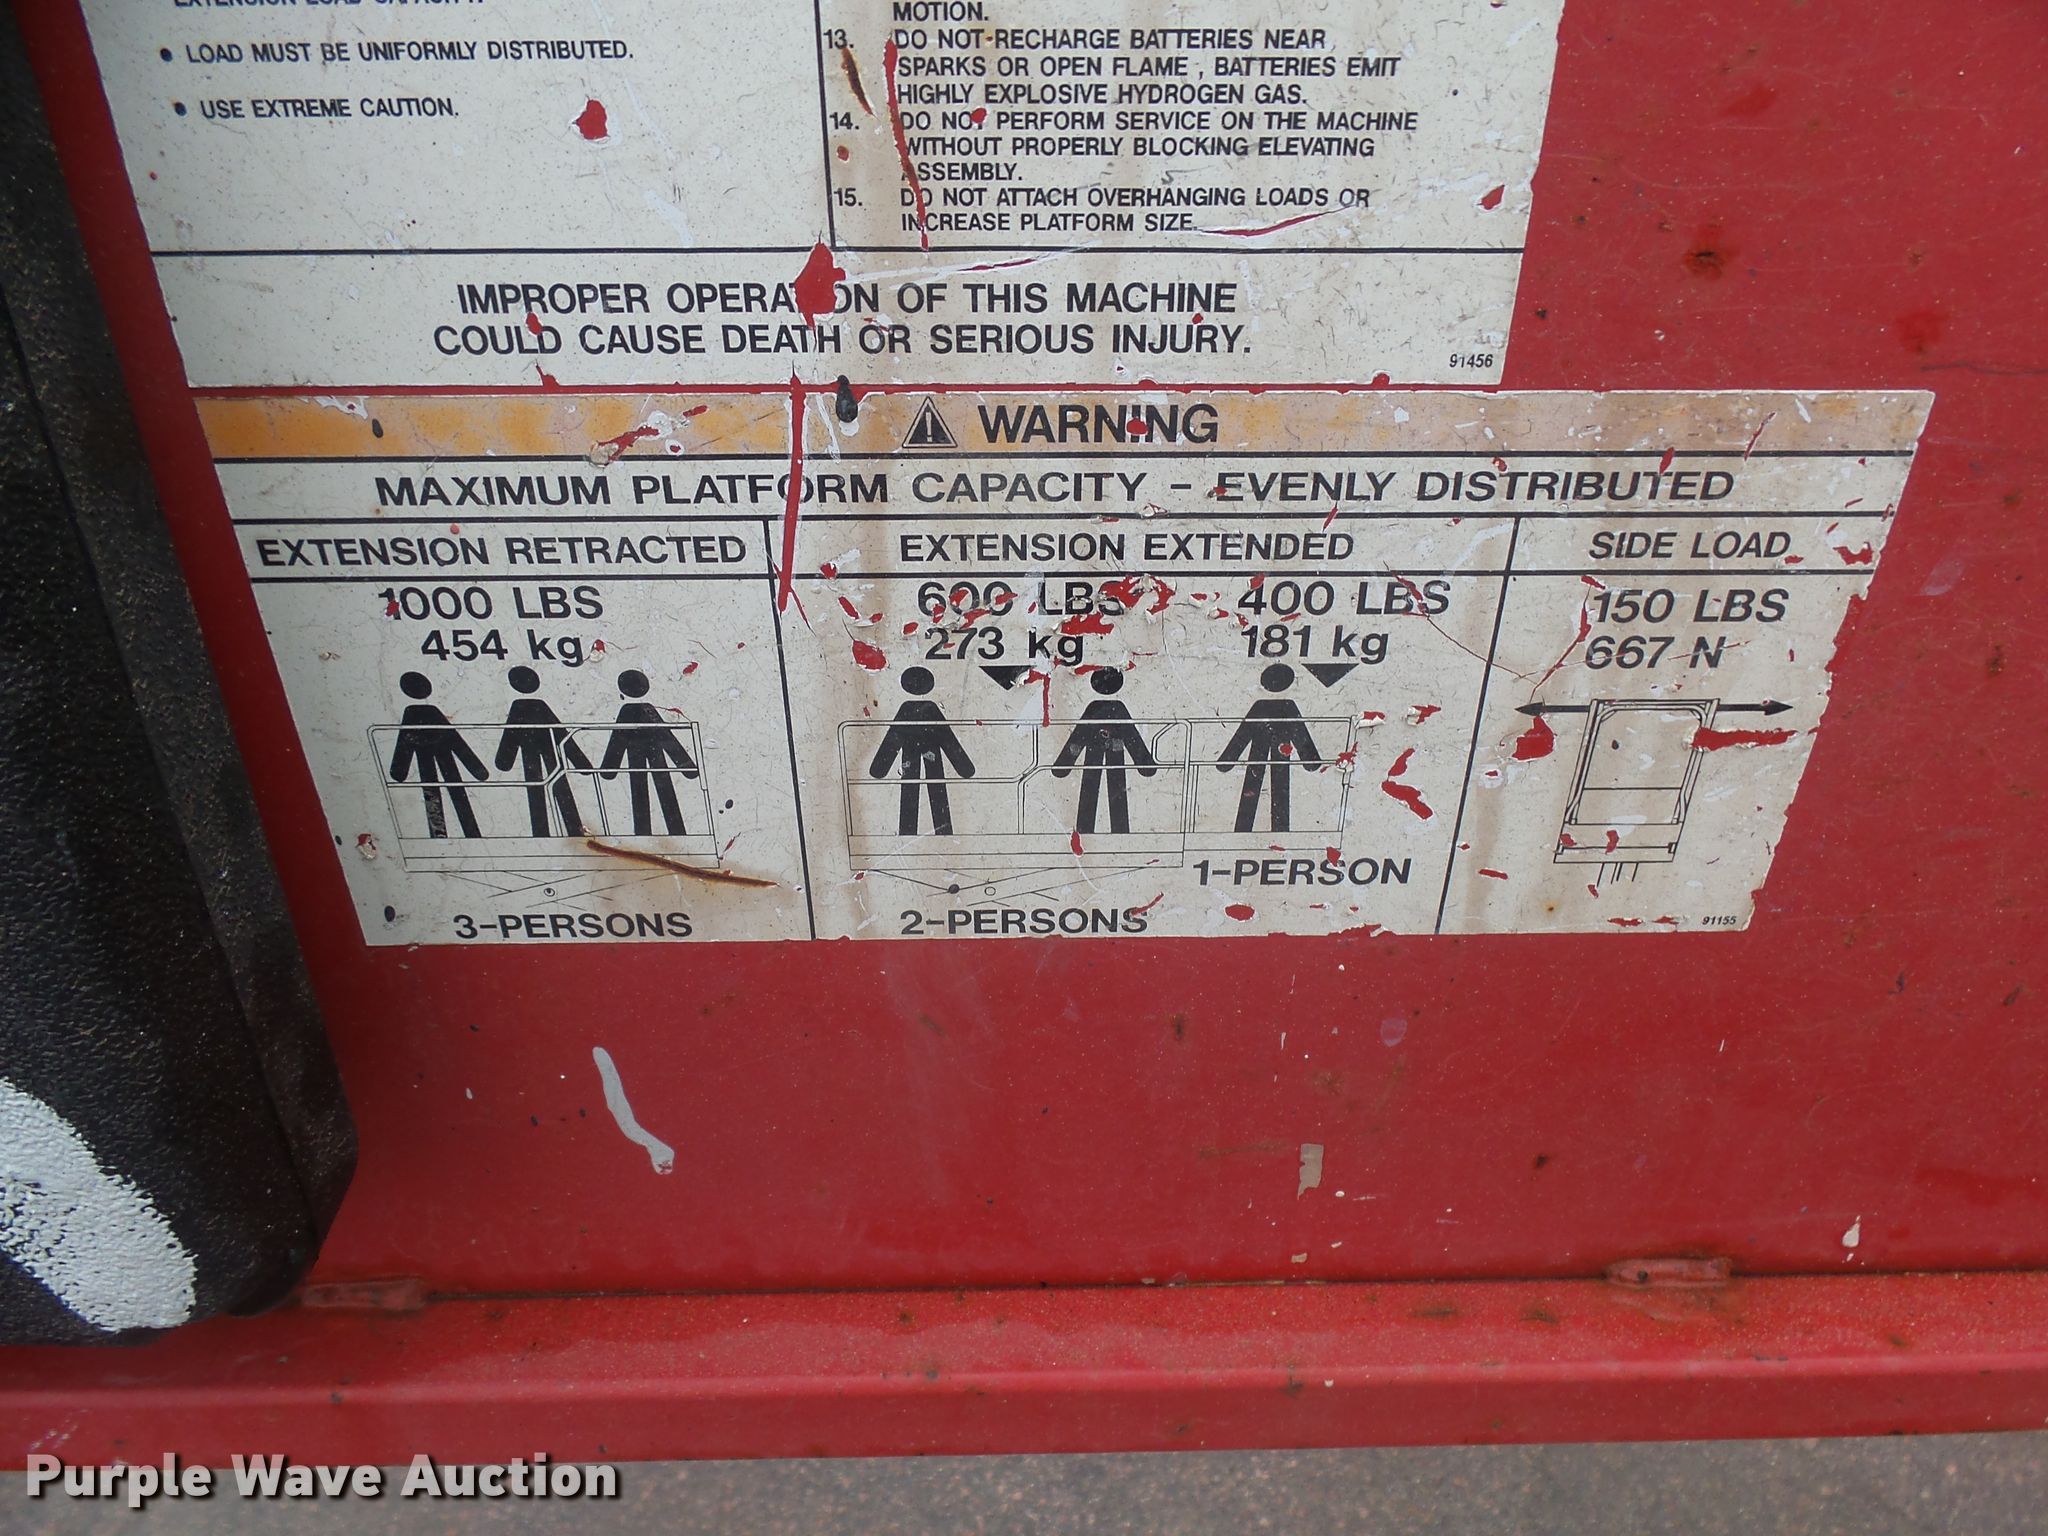 EXTENSION LOAD CAPACITY.
• LOAD MUST BE UNIFORMLY DISTRIBUTED.
• USE EXTREME CAUTION.
MOTION.
13. DO NOT RECHARGE BATTERIES NEAR
SPARKS OR OPEN FLAME, BATTERIES EMIT
HIGHLY EXPLOSIVE HYDROGEN GAS.
14. DO NOT PERFORM SERVICE ON THE MACHINE
WITHOUT PROPERLY BLOCKING ELEVATING
ASSEMBLY.
15. DO NOT ATTACH OVERHANGING LOADS OR
INCREASE PLATFORM SIZE.
IMPROPER OPERATION OF THIS MACHINE
COULD CAUSE DEATH OR SERIOUS INJURY.
91456
WARNING
MAXIMUM PLATFORM CAPACITY - EVENLY DISTRIBUTED
EXTENSION RETRACTED
1000 LBS
454 kg
3-PERSONS
EXTENSION EXTENDED
600 LBS 400 LBS
273 kg 181 kg
1-PERSON
2-PERSONS
SIDE LOAD
150 LBS
667 N
91155
Purple Wave Auction